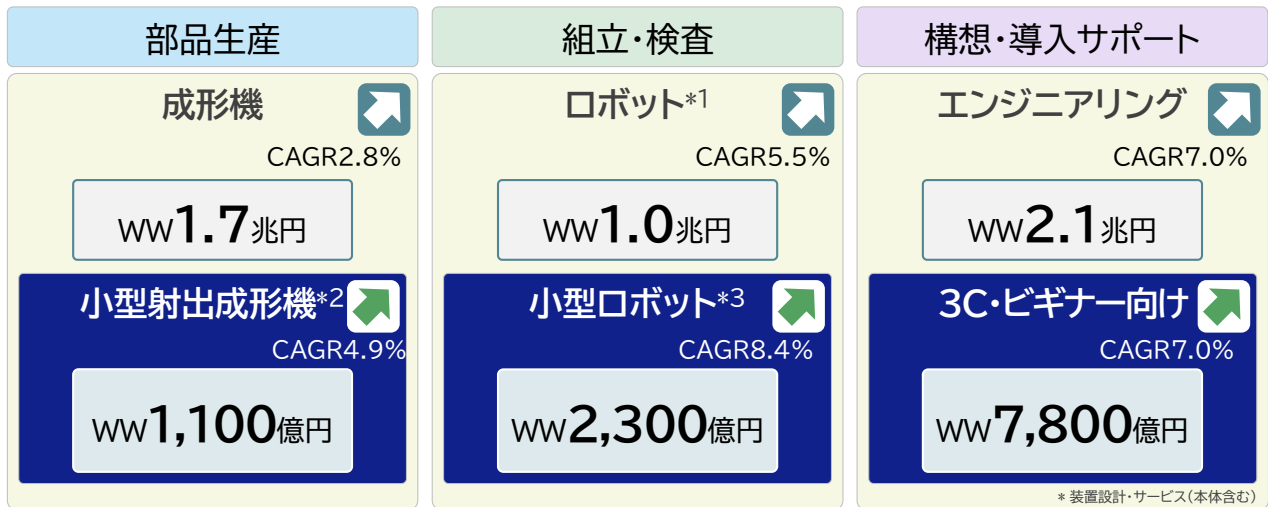 部品生産
成形機
CAGR2.8%
WW1.7兆円
小型射出成形機*2
CAGR4.9%
WW1,100億円
組立・検査
ロボット*1
CAGR5.5%
WW1.0兆円
小型ロボット*3
CAGR8.4%
WW2,300億円
構想・導入サポート
エンジニアリング
CAGR7.0%
WW2.1兆円
3C・ビギナー向け
CAGR7.0%
WW7,800億円
* 装置設計・サービス(本体含む)